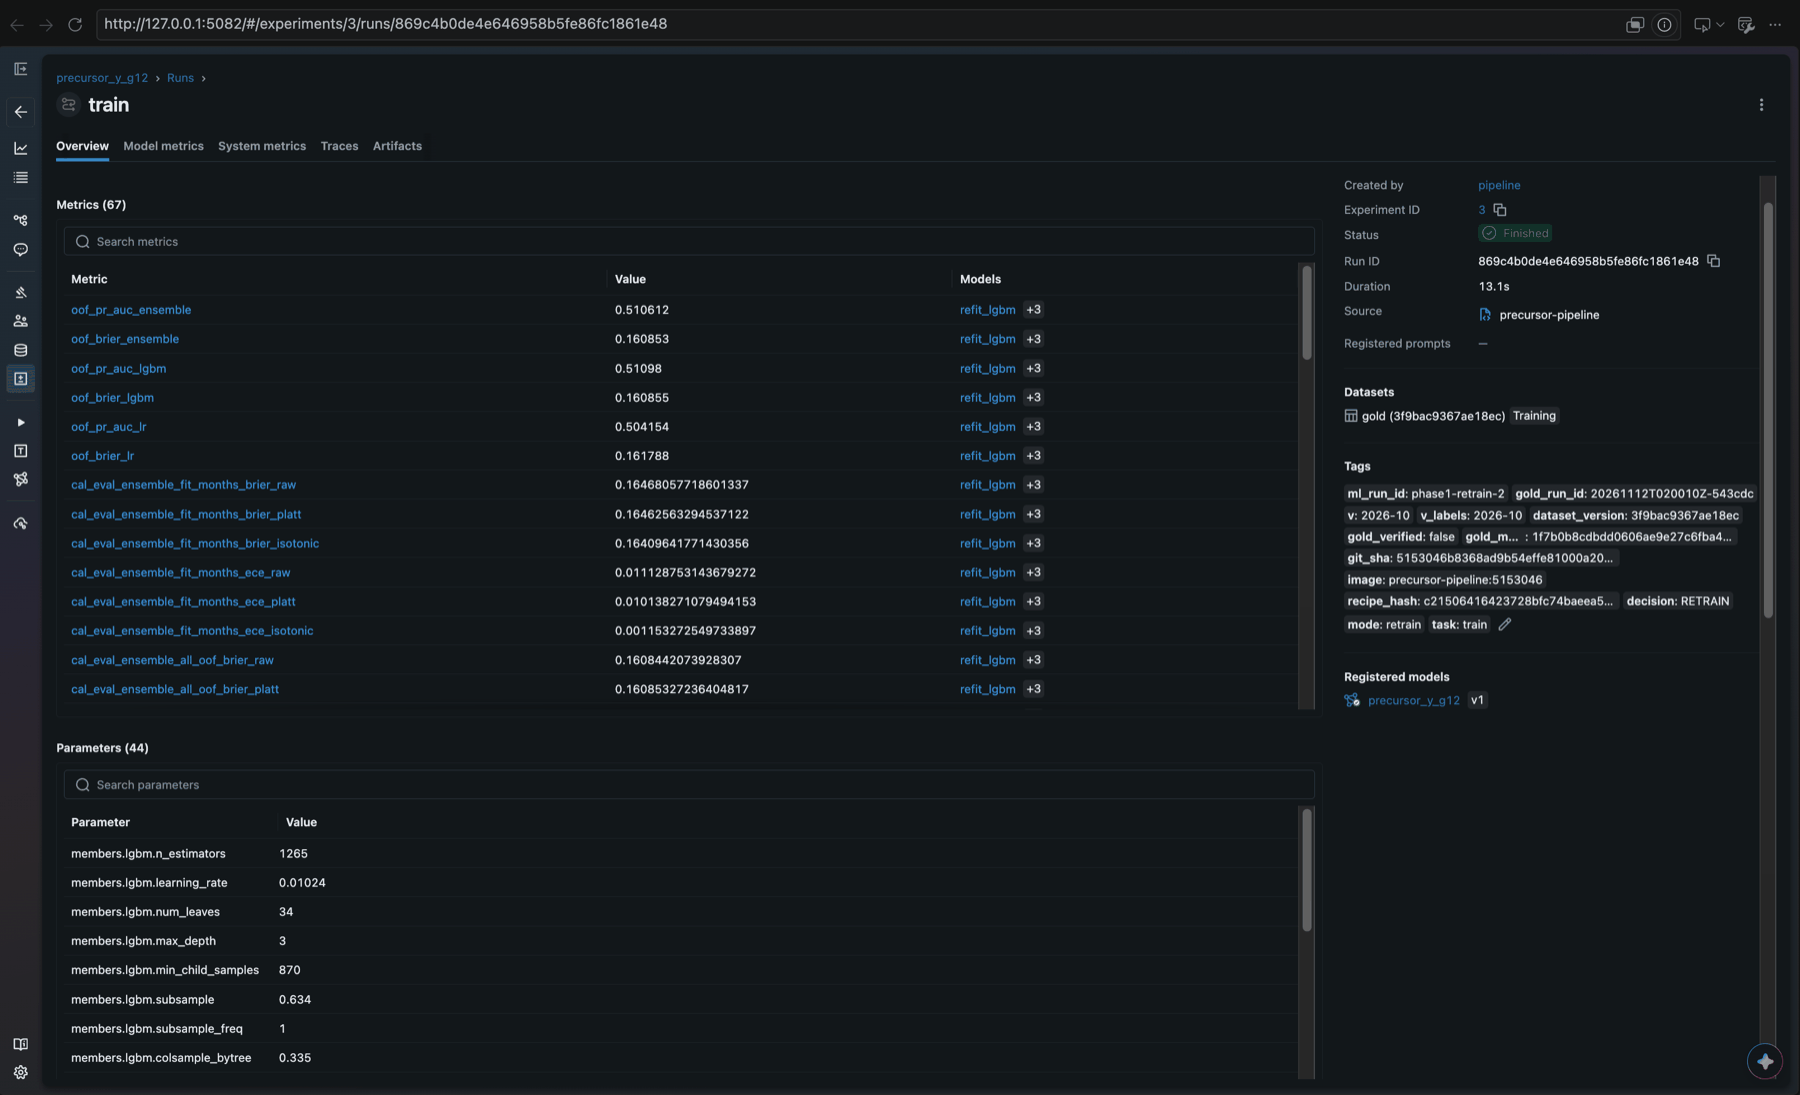 http://127.0.0.1:5082/#/experiments/3/runs/869c4b0de4e646958b5fe86fc1861e48
precursor_y_g12 › Runs ›
train
Overview Model metrics System metrics Traces Artifacts
Metrics (67)
Search metrics
Metric Value Models
oof_pr_auc_ensemble 0.510612 refit_lgbm +3
oof_brier_ensemble 0.160853 refit_lgbm +3
oof_pr_auc_lgbm 0.51098 refit_lgbm +3
oof_brier_lgbm 0.160855 refit_lgbm +3
oof_pr_auc_lr 0.504154 refit_lgbm +3
oof_brier_lr 0.161788 refit_lgbm +3
cal_eval_ensemble_fit_months_brier_raw 0.16468057718601337 refit_lgbm +3
cal_eval_ensemble_fit_months_brier_platt 0.16462563294537122 refit_lgbm +3
cal_eval_ensemble_fit_months_brier_isotonic 0.16409641771430356 refit_lgbm +3
cal_eval_ensemble_fit_months_ece_raw 0.011128753143679272 refit_lgbm +3
cal_eval_ensemble_fit_months_ece_platt 0.010138271079494153 refit_lgbm +3
cal_eval_ensemble_fit_months_ece_isotonic 0.001153272549733897 refit_lgbm +3
cal_eval_ensemble_all_oof_brier_raw 0.1608442073928307 refit_lgbm +3
cal_eval_ensemble_all_oof_brier_platt 0.16085327236404817 refit_lgbm +3
Parameters (44)
Search parameters
Parameter Value
members.lgbm.n_estimators 1265
members.lgbm.learning_rate 0.01024
members.lgbm.num_leaves 34
members.lgbm.max_depth 3
members.lgbm.min_child_samples 870
members.lgbm.subsample 0.634
members.lgbm.subsample_freq 1
members.lgbm.colsample_bytree 0.335
Created by pipeline
Experiment ID 3
Status Finished
Run ID 869c4b0de4e646958b5fe86fc1861e48
Duration 13.1s
Source precursor-pipeline
Registered prompts —
Datasets
gold (3f9bac9367ae18ec) Training
Tags
ml_run_id: phase1-retrain-2 gold_run_id: 20261112T020010Z-543cdc
v: 2026-10 v_labels: 2026-10 dataset_version: 3f9bac9367ae18ec
gold_verified: false gold_m... : 1f7b0b8cdbdd0606ae9e27c6fba4...
git_sha: 5153046b8368ad9b54effe81000a20...
image: precursor-pipeline:5153046
recipe_hash: c21506416423728bfc74baeea5... decision: RETRAIN
mode: retrain task: train
Registered models
precursor_y_g12 v1